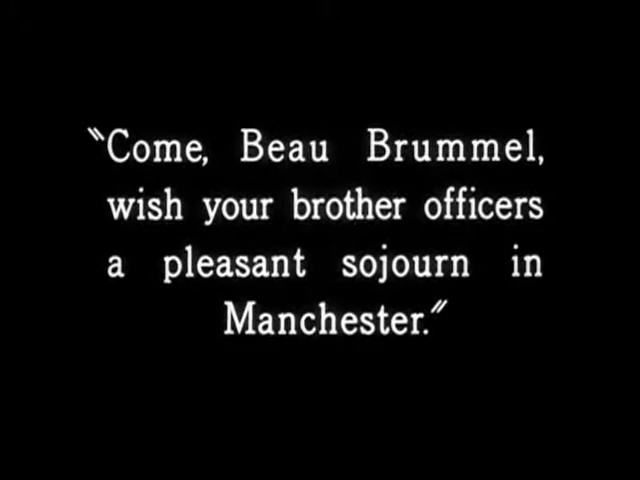 "Come, Beau Brummel,
wish your brother officers
a pleasant sojourn in
Manchester."